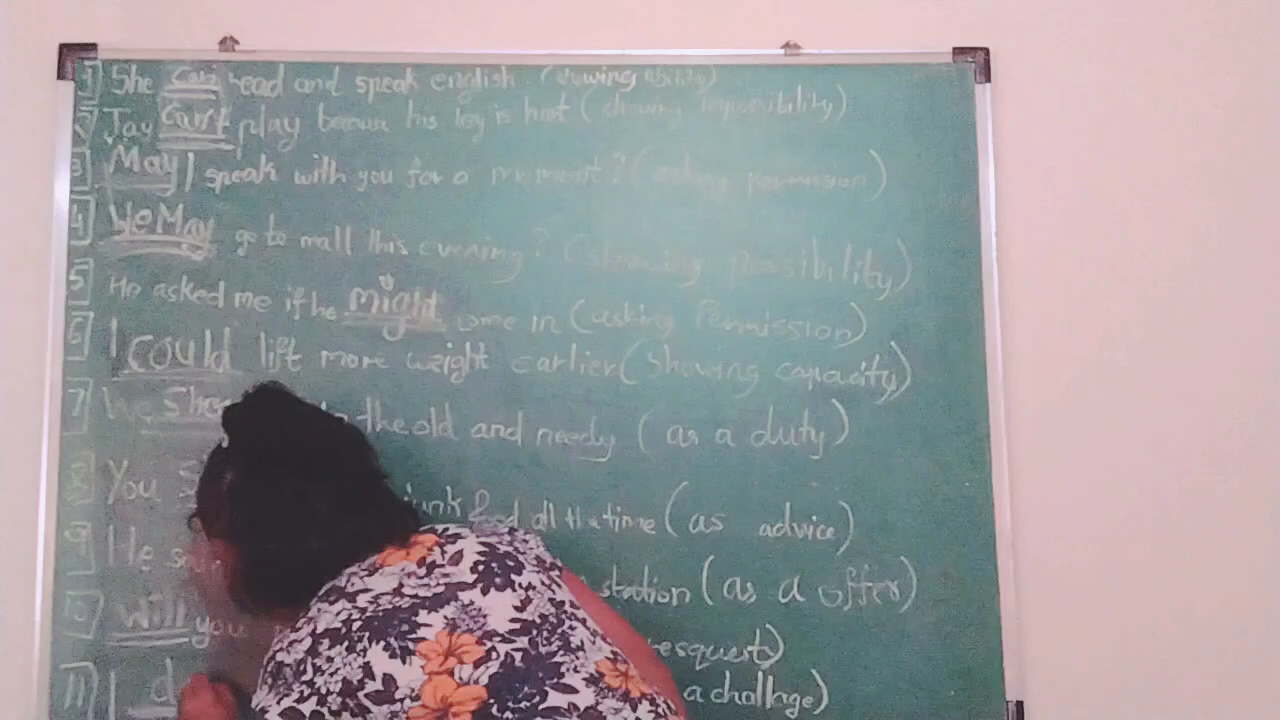 1 She can read and speak english. (showing ability)
2 Jay can't play because his leg is hurt (showing imposibility)
3 May I speak with you for a moment? (asking permission)
4 We May go to mall this evening? (showing possibility)
5 He asked me if he might come in (asking Permission)
6 I could lift more weight earlier (showing capacity)
7 We the old and needy (as a duty)
8 You junk food all the time (as advice)
9 He station (as a offer)
10 Will you resquest)
11 I a challage)